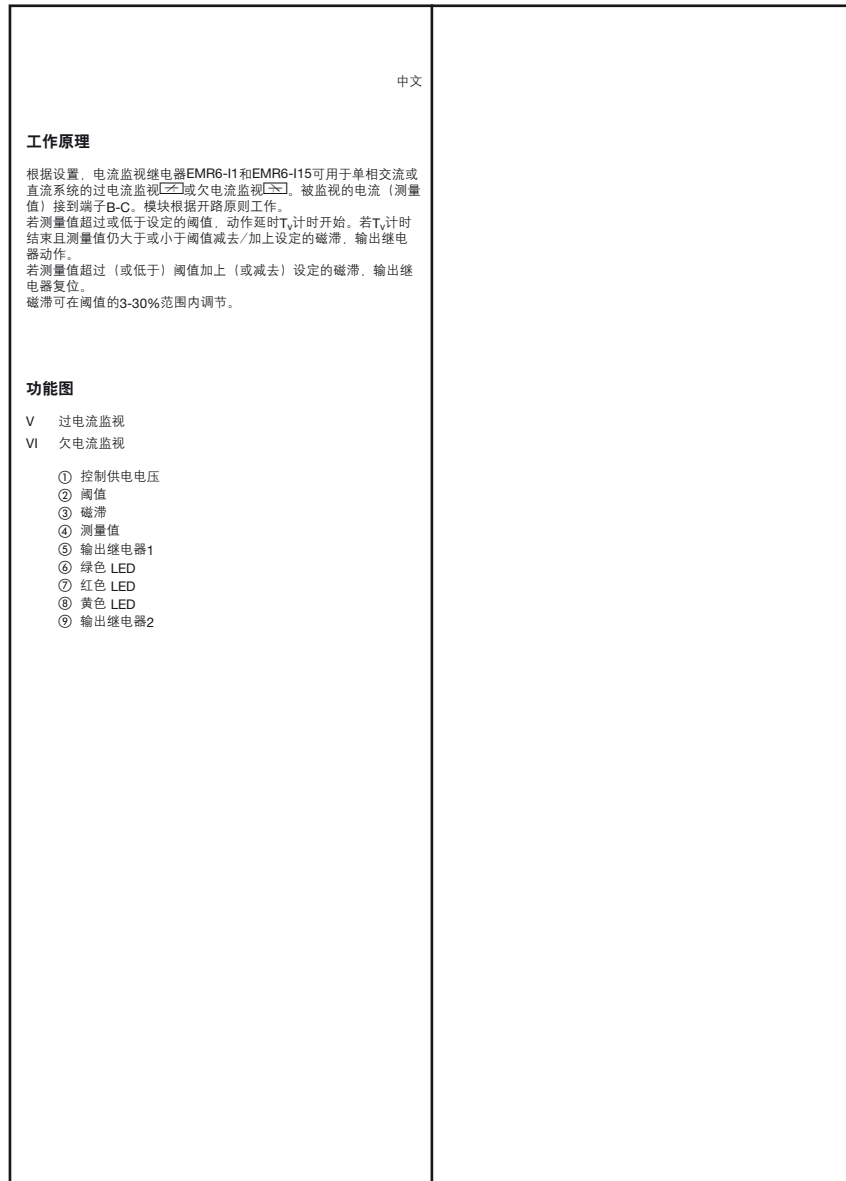 中文
工作原理
根据设置，电流监视继电器EMR6-I1和EMR6-I15可用于单相交流或
直流系统的过电流监视或欠电流监视。被监视的电流（测量
值）接到端子B-C。模块根据开路原则工作。
若测量值超过或低于设定的阈值，动作延时Tv计时开始。若Tv计时
结束且测量值仍大于或小于阈值减去/加上设定的磁滞，输出继电
器动作。
若测量值超过（或低于）阈值加上（或减去）设定的磁滞，输出继
电器复位。
磁滞可在阈值的3-30%范围内调节。
功能图
V 过电流监视
VI 欠电流监视
① 控制供电电压
② 阈值
③ 磁滞
④ 测量值
⑤ 输出继电器1
⑥ 绿色 LED
⑦ 红色 LED
⑧ 黄色 LED
⑨ 输出继电器2